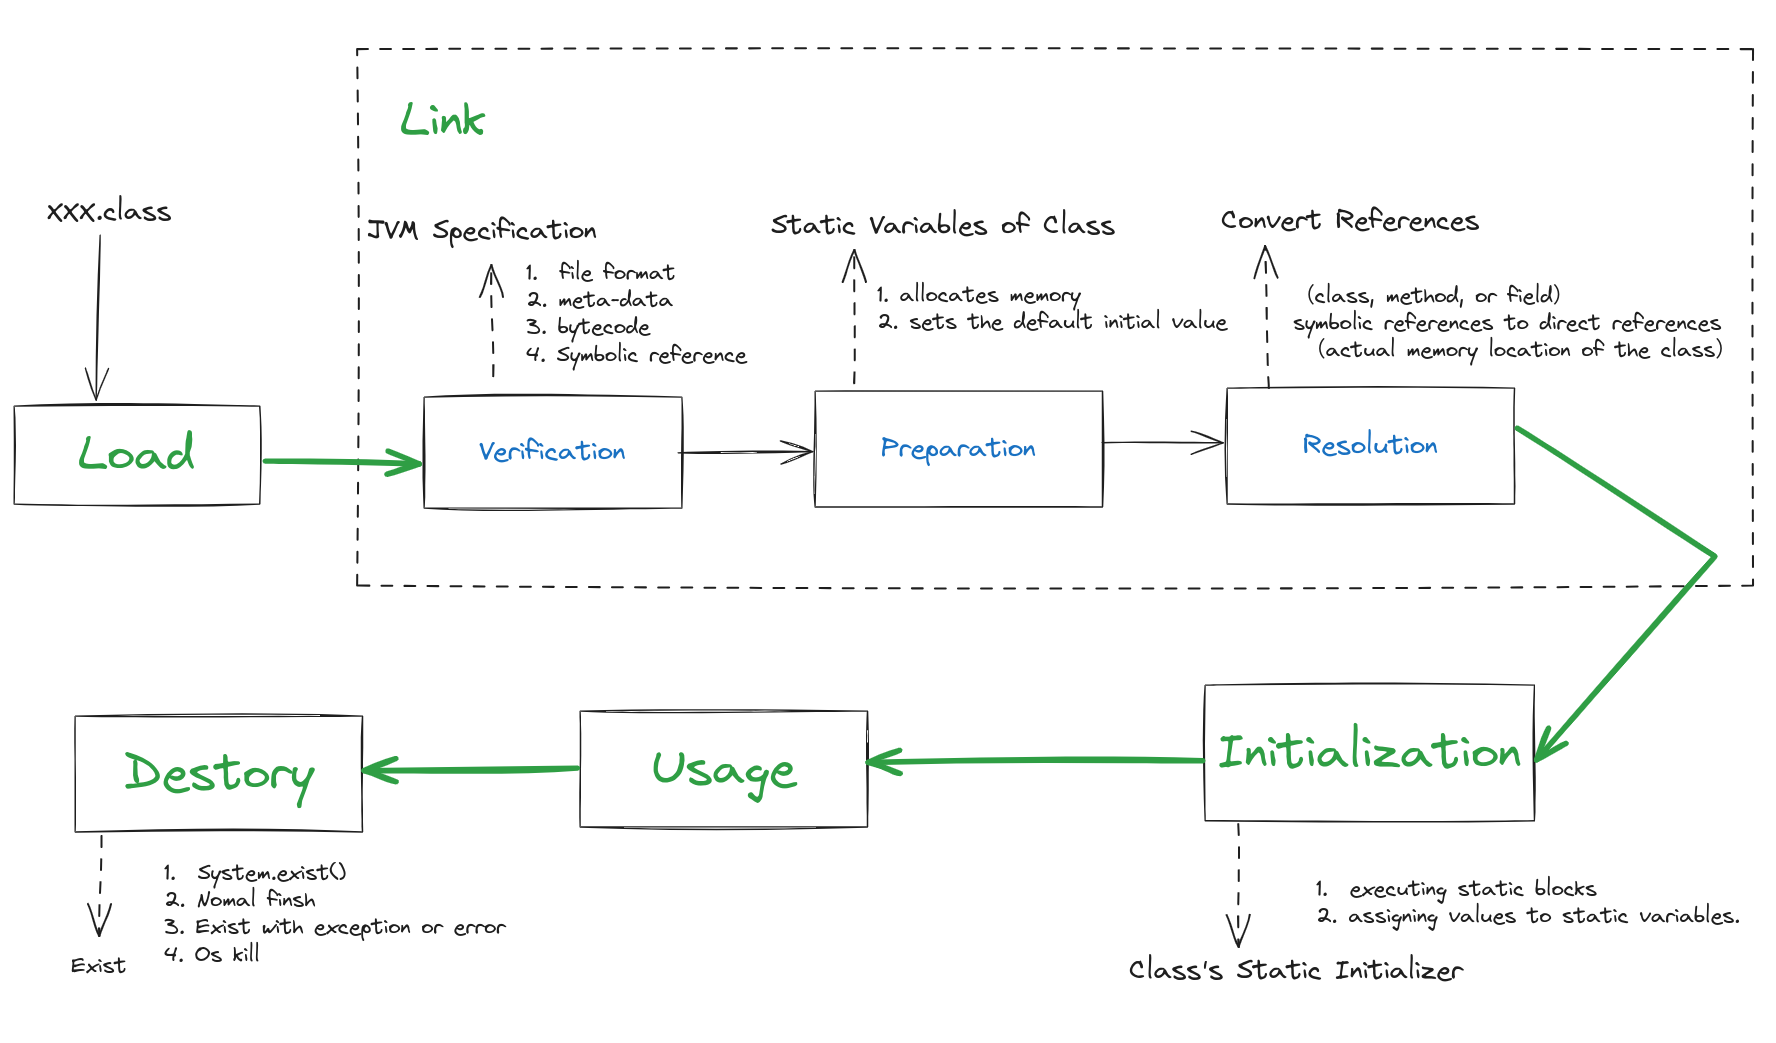 Link
xxx.class
JVM Specification
1. file format
2. meta-data
3. bytecode
4. Symbolic reference
Static Variables of Class
1. allocates memory
2. sets the default initial value
Convert References
(class, method, or field)
symbolic references to direct references
(actual memory location of the class)
Load
Verification
Preparation
Resolution
Initialization
Usage
Destory
1. executing static blocks
2. assigning values to static variables.
Class's Static Initializer
1. System.exist()
2. Nomal finsh
3. Exist with exception or error
4. Os kill
Exist